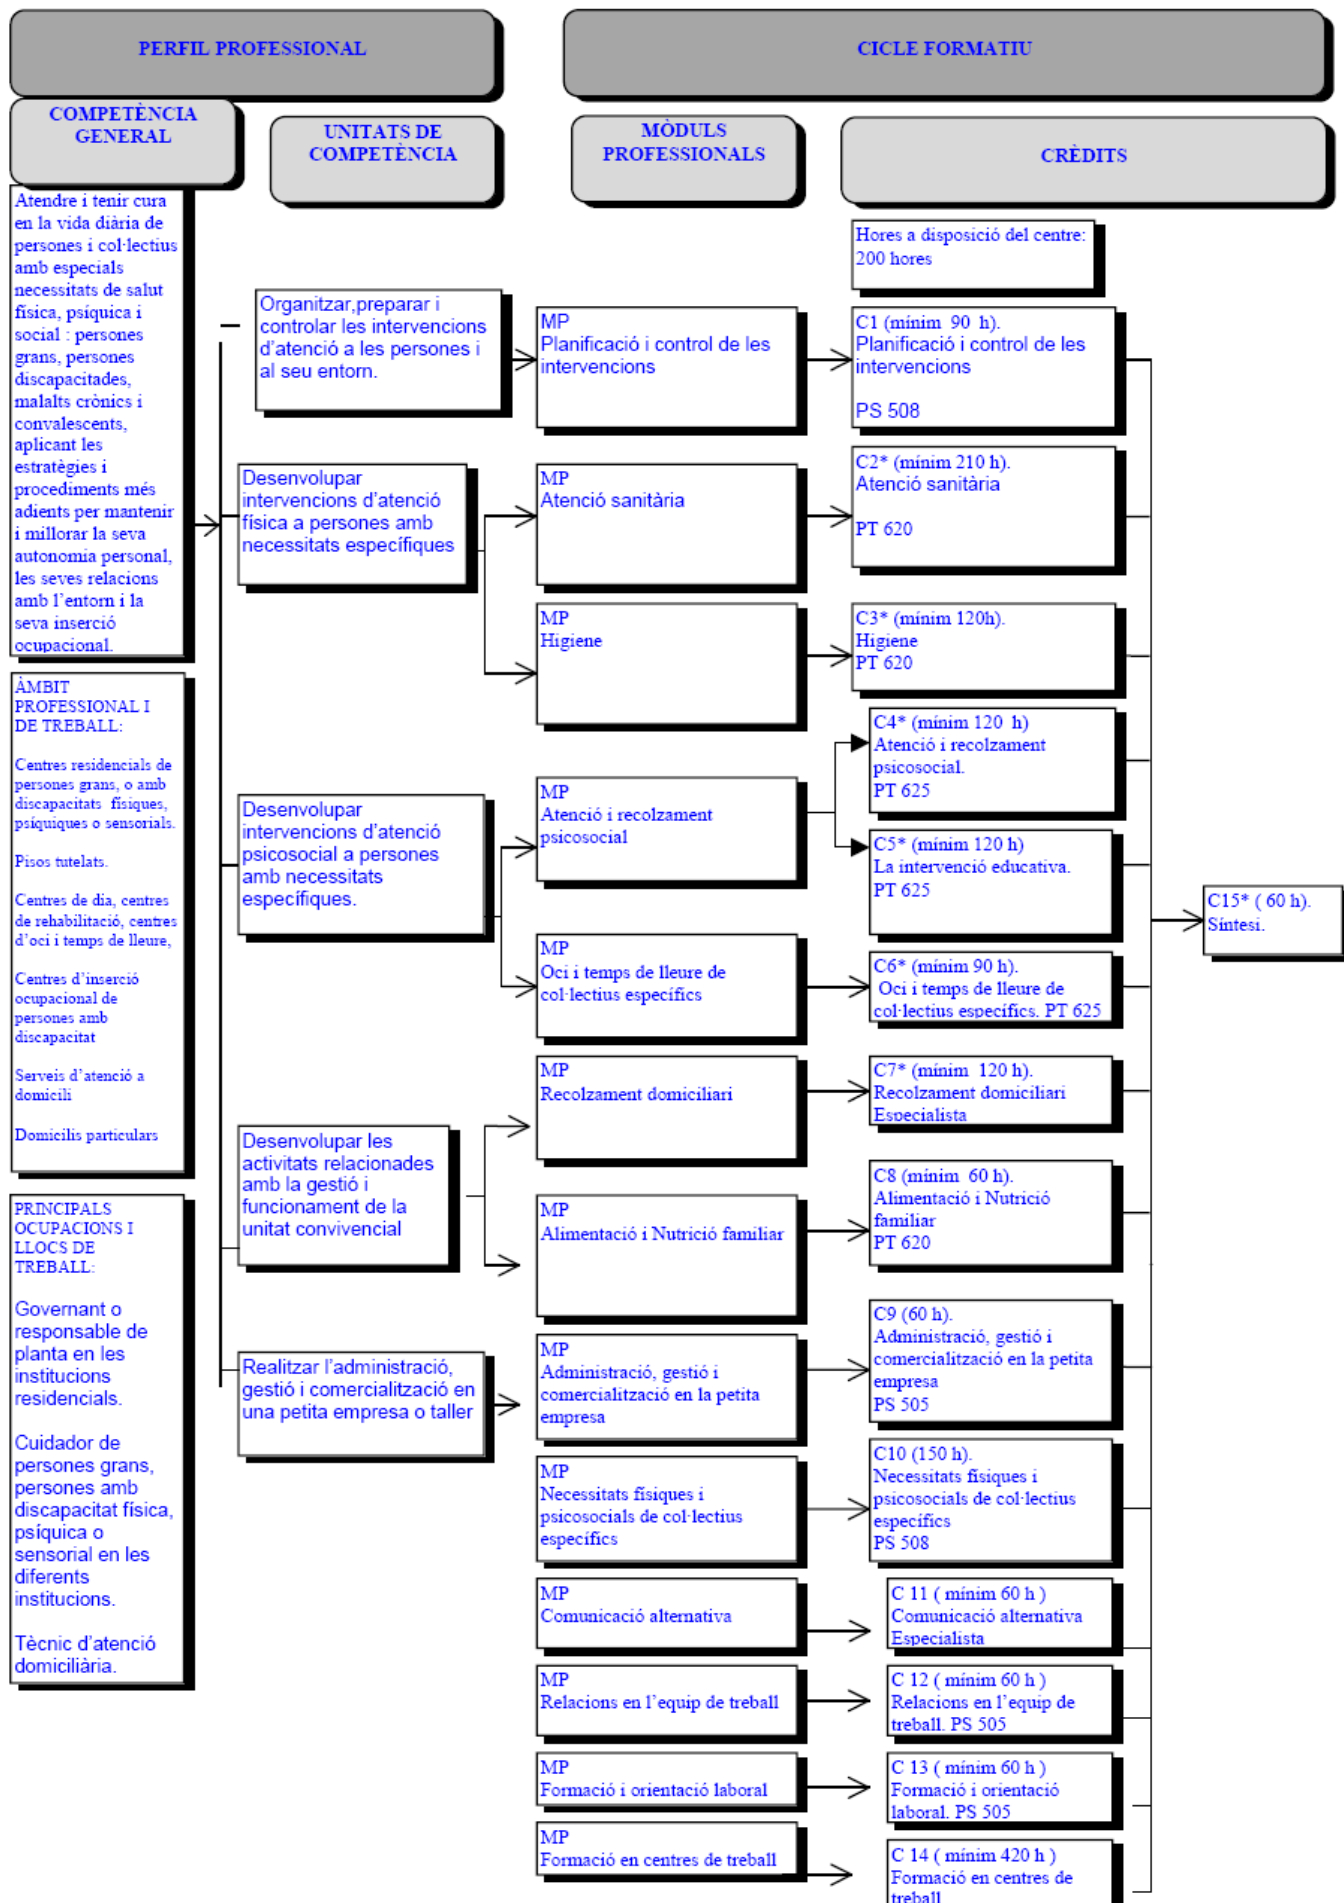 PERFIL PROFESSIONAL
CICLE FORMATIU
COMPETÈNCIA
GENERAL
UNITATS DE
COMPETÈNCIA
MÒDULS
PROFESSIONALS
CRÈDITS
Atendre i tenir cura
en la vida diària de
persones i col·lectius
amb especials
necessitats de salut
física, psíquica i
social : persones
grans, persones
discapacitades,
malalts crònics i
convalescents,
aplicant les
estratègies i
procediments més
adients per mantenir
i millorar la seva
autonomia personal,
les seves relacions
amb l'entorn i la
seva inserció
ocupacional.
ÀMBIT
PROFESSIONAL I
DE TREBALL:
Centres residencials de
persones grans, o amb
discapacitats físiques,
psíquiques o sensorials.
Pisos tutelats.
Centres de dia, centres
de rehabilitació, centres
d'oci i temps de lleure,
Centres d'inserció
ocupacional de
persones amb
discapacitat
Serveis d'atenció a
domicili
Domicilis particulars
PRINCIPALS
OCUPACIONS I
LLOCS DE
TREBALL:
Governant o
responsable de
planta en les
institucions
residencials.
Cuidador de
persones grans,
persones amb
discapacitat física,
psíquica o
sensorial en les
diferents
institucions.
Tècnic d'atenció
domiciliària.
Organitzar,preparar i
controlar les intervencions
d'atenció a les persones i
al seu entorn.
Desenvolupar
intervencions d'atenció
física a persones amb
necessitats específiques
Desenvolupar
intervencions d'atenció
psicosocial a persones
amb necessitats
específiques.
Desenvolupar les
activitats relacionades
amb la gestió i
funcionament de la
unitat convivencial
Realitzar l'administració,
gestió i comercialització en
una petita empresa o taller
MP
Planificació i control de les
intervencions
MP
Atenció sanitària
MP
Higiene
MP
Atenció i recolzament
psicosocial
MP
Oci i temps de lleure de
col·lectius específics
MP
Recolzament domiciliari
MP
Alimentació i Nutrició familiar
MP
Administració, gestió i
comercialització en la petita
empresa
MP
Necessitats físiques i
psicosocials de col·lectius
específics
MP
Comunicació alternativa
MP
Relacions en l'equip de treball
MP
Formació i orientació laboral
MP
Formació en centres de treball
Hores a disposició del centre:
200 hores
C1 (mínim 90 h).
Planificació i control de les
intervencions
PS 508
C2* (mínim 210 h).
Atenció sanitària
PT 620
C3* (mínim 120h).
Higiene
PT 620
C4* (mínim 120 h)
Atenció i recolzament
psicosocial.
PT 625
C5* (mínim 120 h)
La intervenció educativa.
PT 625
C6* (mínim 90 h).
Oci i temps de lleure de
col·lectius específics. PT 625
C7* (mínim 120 h).
Recolzament domiciliari
Especialista
C8 (mínim 60 h).
Alimentació i Nutrició
familiar
PT 620
C9 (60 h).
Administració, gestió i
comercialització en la petita
empresa
PS 505
C10 (150 h).
Necessitats físiques i
psicosocials de col·lectius
específics
PS 508
C 11 ( mínim 60 h )
Comunicació alternativa
Especialista
C 12 ( mínim 60 h )
Relacions en l'equip de
treball. PS 505
C 13 ( mínim 60 h )
Formació i orientació
laboral. PS 505
C 14 ( mínim 420 h )
Formació en centres de
treball
C15* ( 60 h).
Síntesi.